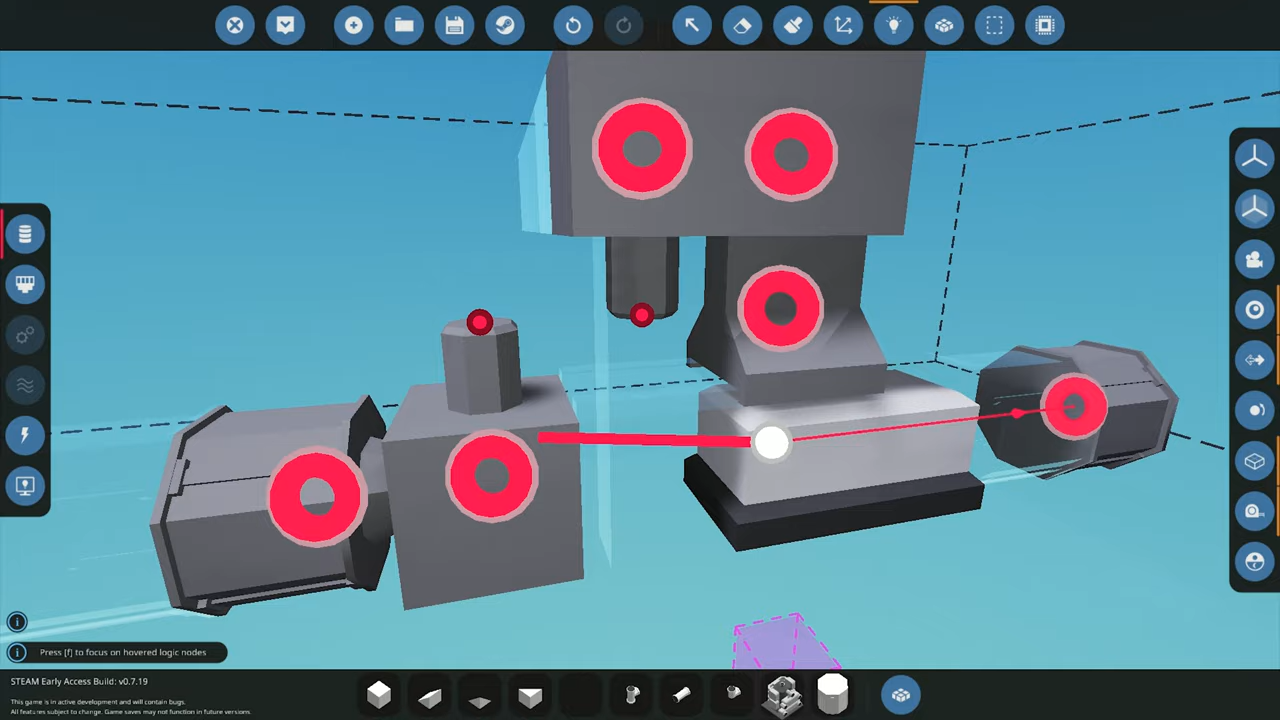 Press [f] to focus on hovered logic nodes
STEAM Early Access Build: v0.7.19
This game is in active development and will contain bugs.
All features subject to change. Game saves may not function in future versions.